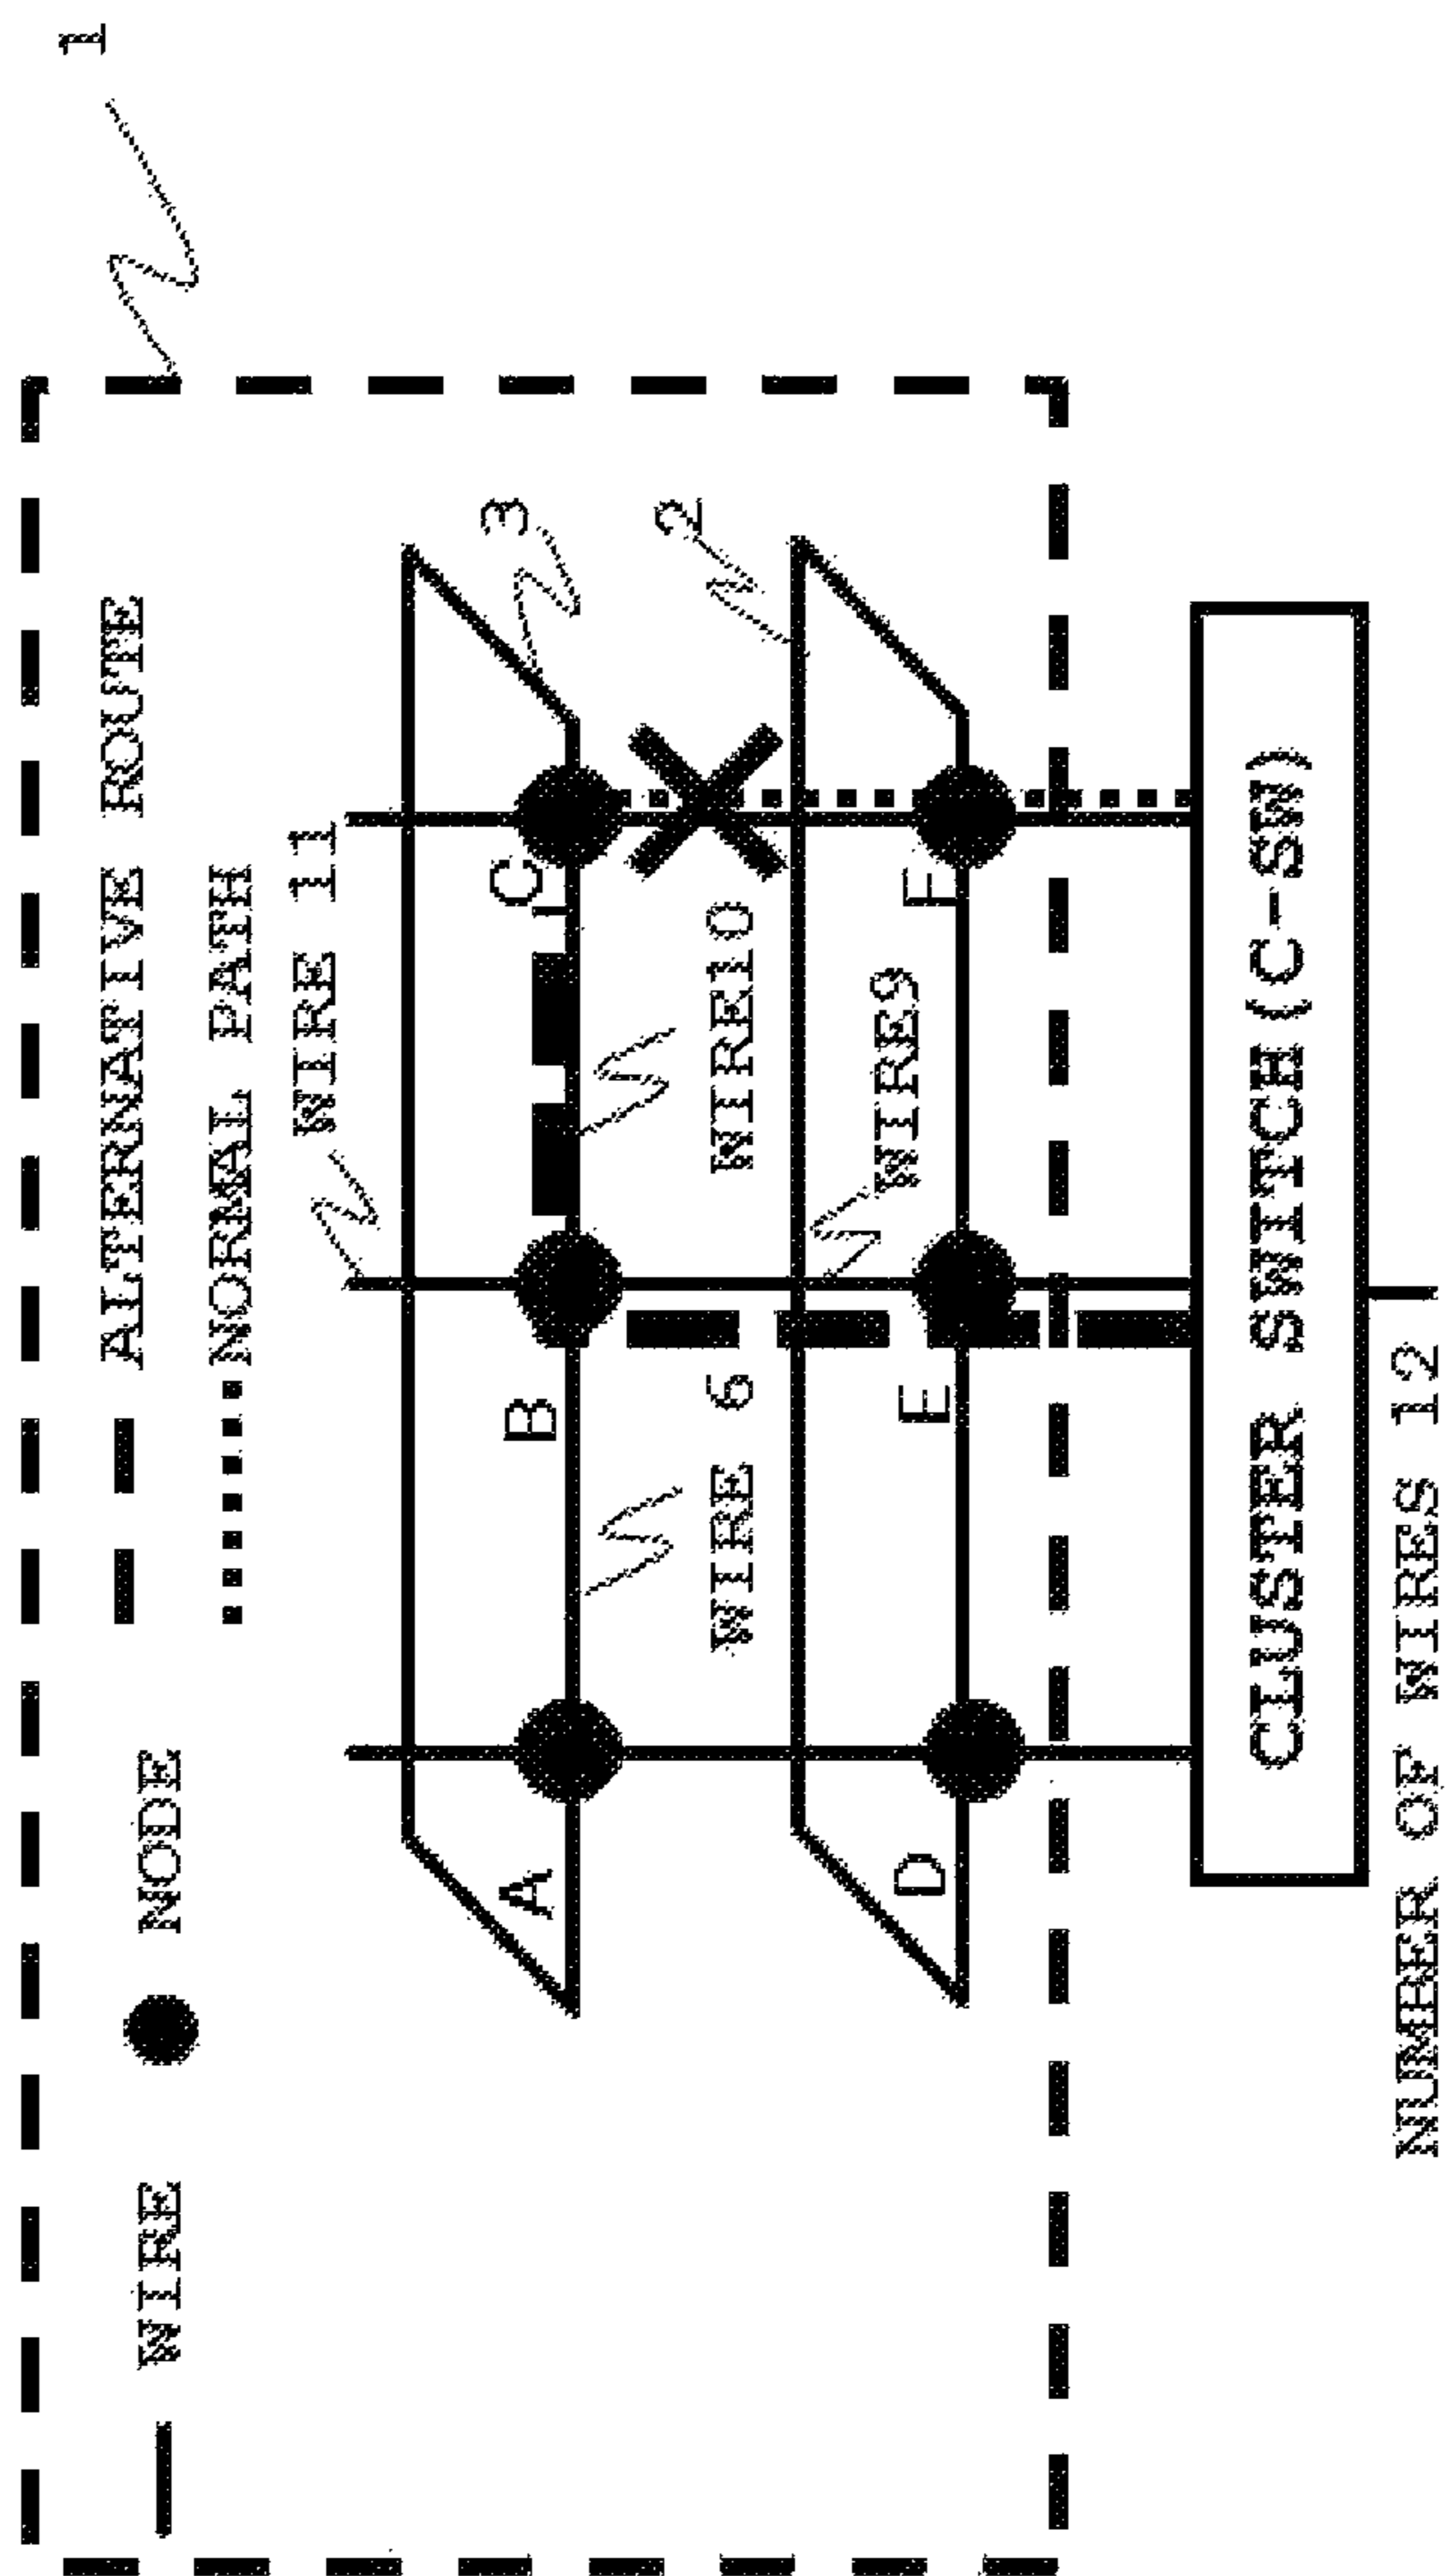 1
ALTERNATIVE ROUTE
WIRE
NODE
NORMAL PATH
WIRE 11
A
B
C
3
2
WIRE 6
WIRE10
WIRE9
D
E
F
CLUSTER SWITCH(C-SW)
NUMBER OF WIRES 12